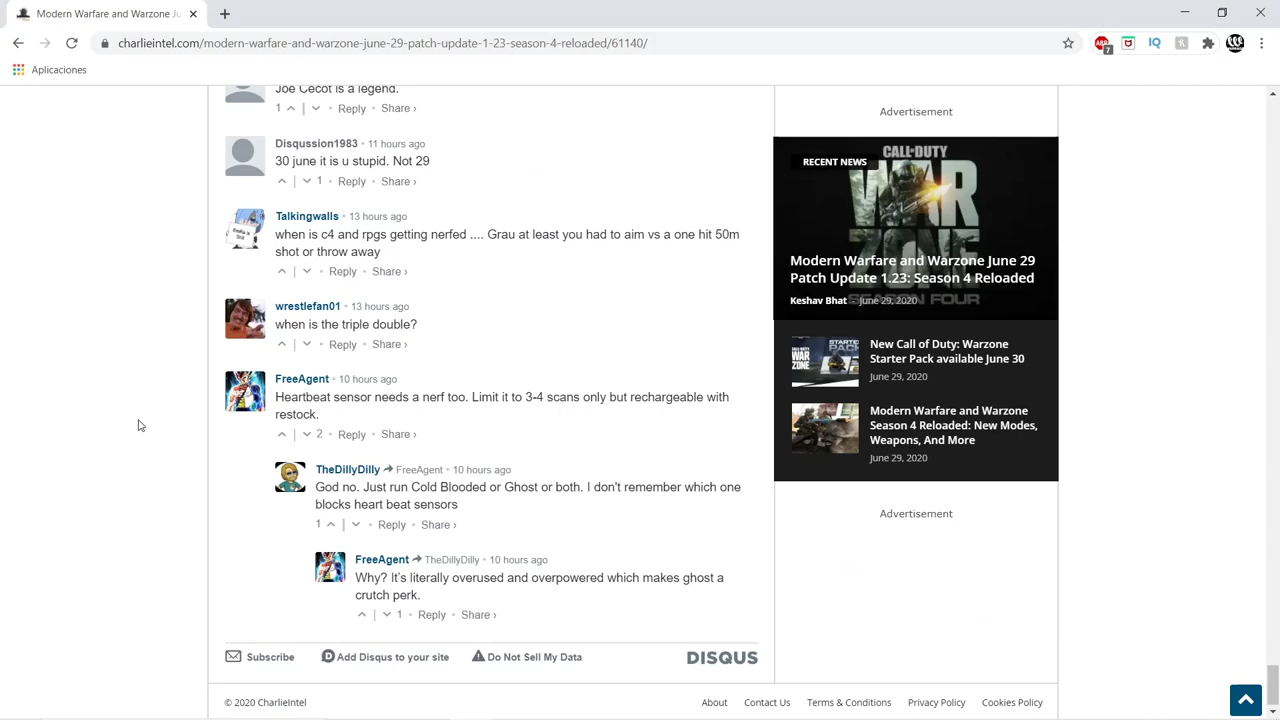 Modern Warfare and Warzone Ju
charlieintel.com/modern-warfare-and-warzone-june-29-patch-update-1-23-season-4-reloaded/61140/
7
Aplicaciones
Joe Cecot is a legend.
1 Reply • Share ›
Disqussion1983 • 11 hours ago
30 june it is u stupid. Not 29
1 • Reply • Share ›
Talkingwalls • 13 hours ago
when is c4 and rpgs getting nerfed .... Grau at least you had to aim vs a one hit 50m
shot or throw away
• Reply • Share ›
wrestlefan01 • 13 hours ago
when is the triple double?
• Reply • Share ›
FreeAgent • 10 hours ago
Heartbeat sensor needs a nerf too. Limit it to 3-4 scans only but rechargeable with
restock.
2 • Reply • Share ›
TheDillyDilly FreeAgent • 10 hours ago
God no. Just run Cold Blooded or Ghost or both. I don't remember which one
blocks heart beat sensors
1 • Reply • Share ›
FreeAgent TheDillyDilly • 10 hours ago
Why? It's literally overused and overpowered which makes ghost a
crutch perk.
1 • Reply • Share ›
Subscribe Add Disqus to your site Do Not Sell My Data DISQUS
Advertisement
CALL OF DUTY
RECENT NEWS
WAR
ZONE
Modern Warfare and Warzone June 29
Patch Update 1.23: Season 4 Reloaded
SEASON FOUR
Keshav Bhat - June 29, 2020
New Call of Duty: Warzone
Starter Pack available June 30
June 29, 2020
Modern Warfare and Warzone
Season 4 Reloaded: New Modes,
Weapons, And More
June 29, 2020
Advertisement
© 2020 CharlieIntel
About Contact Us Terms & Conditions Privacy Policy Cookies Policy